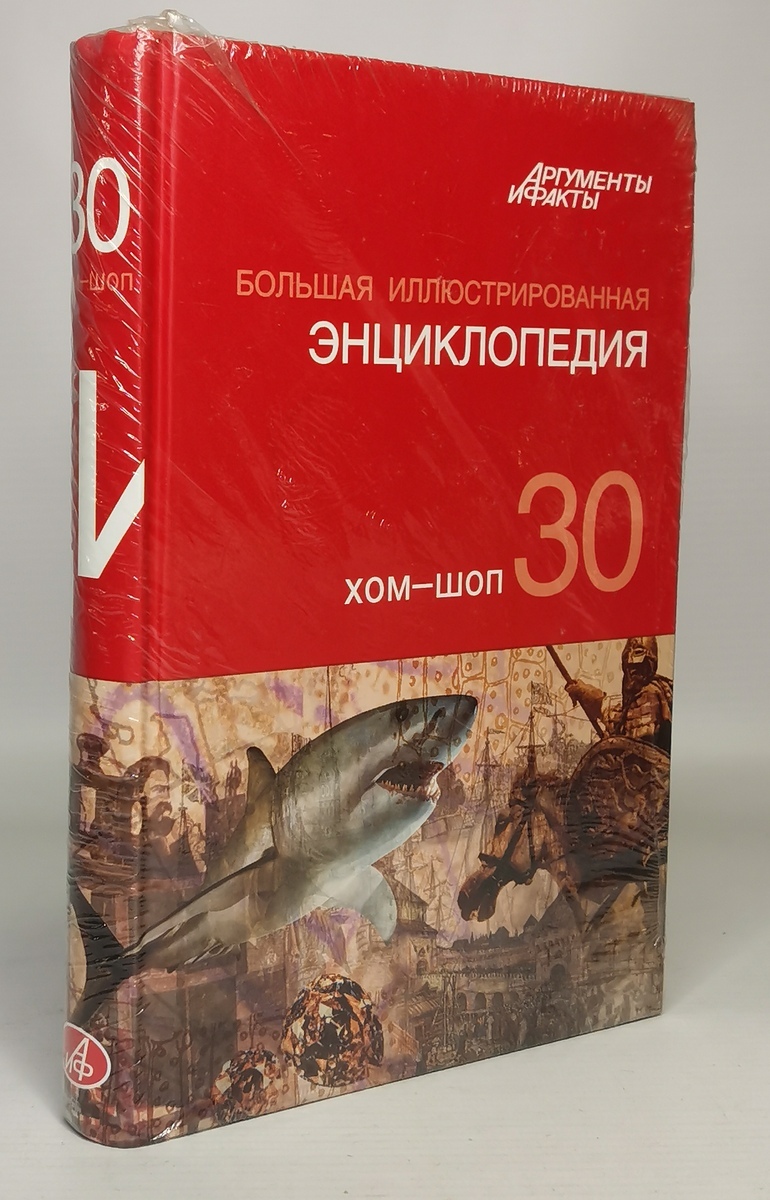 АРГУМЕНТЫ
И ФАКТЫ
БОЛЬШАЯ ИЛЛЮСТРИРОВАННАЯ
ЭНЦИКЛОПЕДИЯ
хом–шоп 30
30
–шоп
И
АиФ